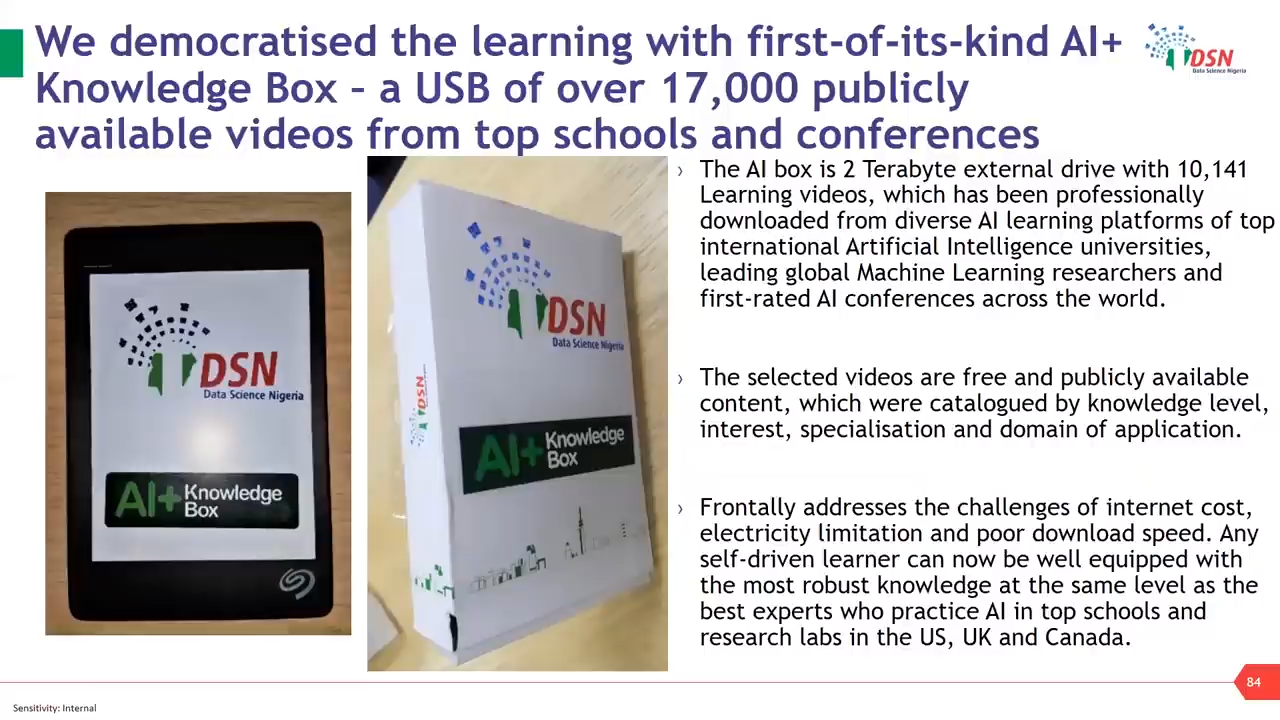 We democratised the learning with first-of-its-kind AI+
Knowledge Box – a USB of over 17,000 publicly
available videos from top schools and conferences
DSN
Data Science Nigeria
DSN
Data Science Nigeria
AI+ Knowledge
Box
DSN
Data Science Nigeria
DSN
AI+ Knowledge
Box
› The AI box is 2 Terabyte external drive with 10,141
Learning videos, which has been professionally
downloaded from diverse AI learning platforms of top
international Artificial Intelligence universities,
leading global Machine Learning researchers and
first-rated AI conferences across the world.
› The selected videos are free and publicly available
content, which were catalogued by knowledge level,
interest, specialisation and domain of application.
› Frontally addresses the challenges of internet cost,
electricity limitation and poor download speed. Any
self-driven learner can now be well equipped with
the most robust knowledge at the same level as the
best experts who practice AI in top schools and
research labs in the US, UK and Canada.
84
Sensitivity: Internal